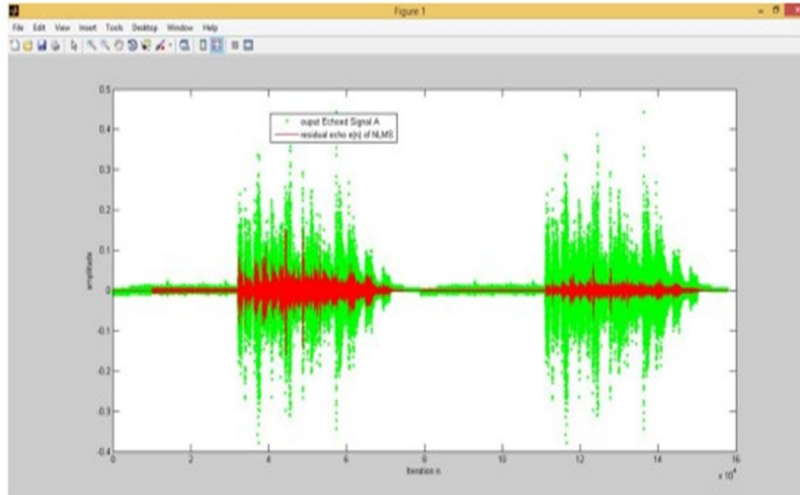 Figure 1
File Edit View Insert Tools Desktop Window Help
0.5
0.4
0.3
0.2
0.1
0
-0.1
-0.2
-0.3
-0.4
ouput Echoed Signal A
residual echo e(n) of NLMS
amplitude
0 2 4 6 8 10 12 14 16
x 10^4
Iteration n